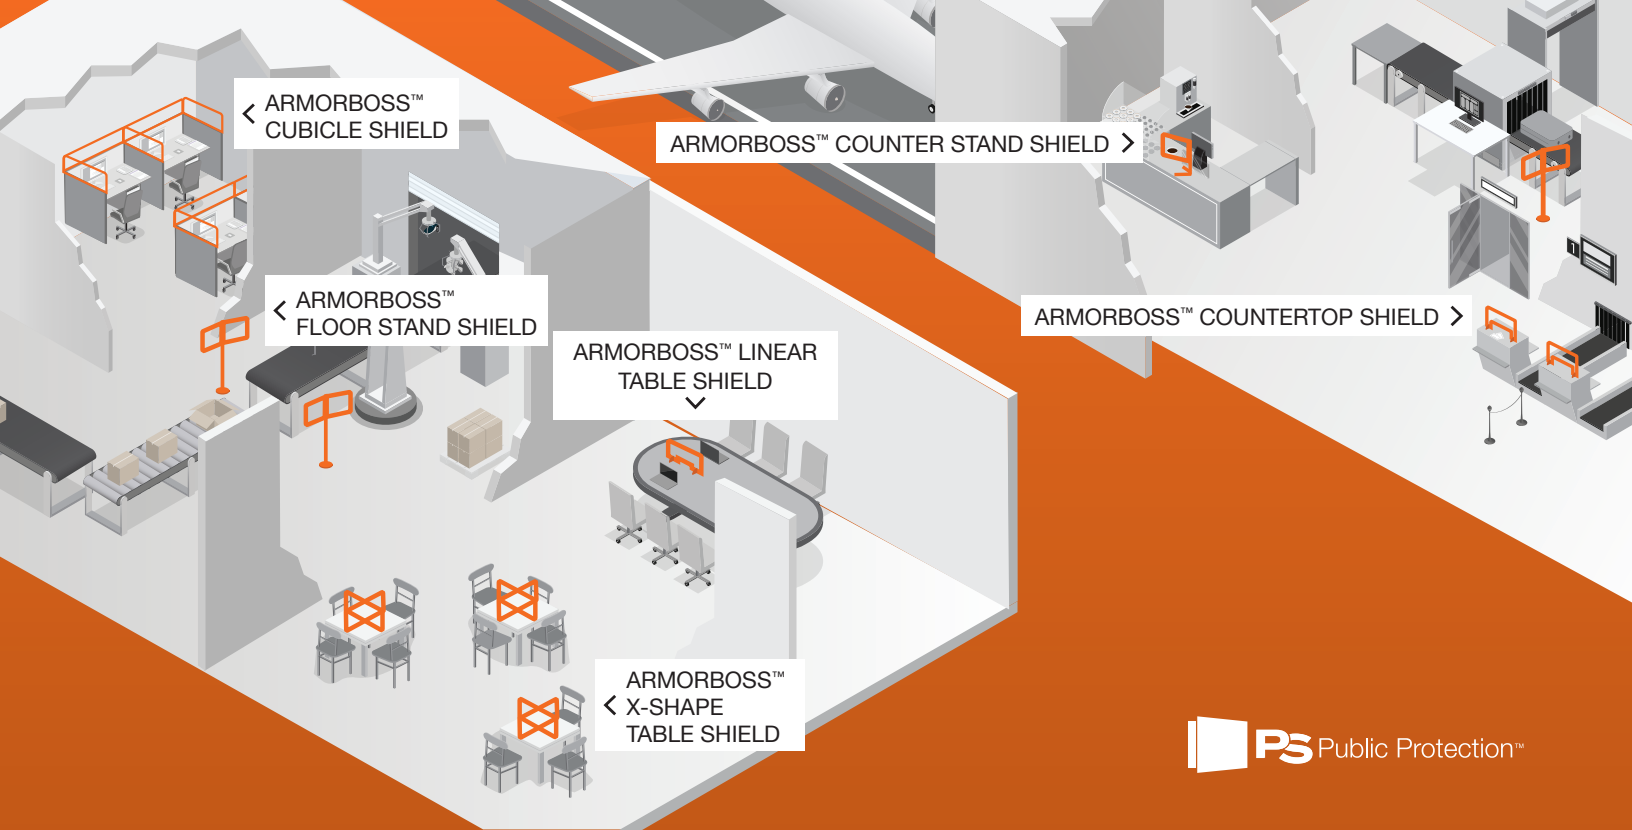 ARMORBOSS™
CUBICLE SHIELD
ARMORBOSS™ COUNTER STAND SHIELD
1
ARMORBOSS™
FLOOR STAND SHIELD
ARMORBOSS™ COUNTERTOP SHIELD
ARMORBOSS™ LINEAR
TABLE SHIELD
ARMORBOSS™
X-SHAPE
TABLE SHIELD
PS Public Protection™